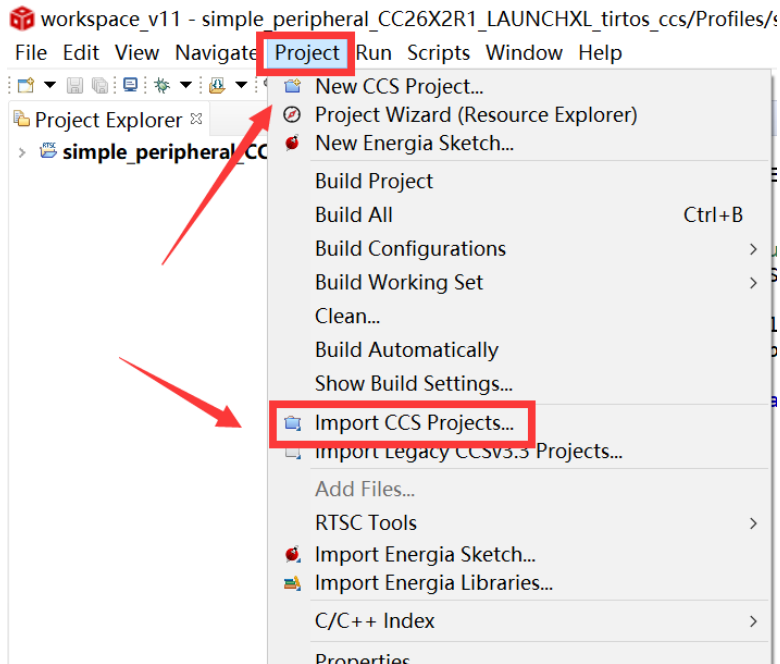 workspace_v11 - simple_peripheral_CC26X2R1_LAUNCHXL_tirtos_ccs/Profiles/s
File Edit View Navigate Project Run Scripts Window Help
Project Explorer
simple_peripheral_CC
New CCS Project...
Project Wizard (Resource Explorer)
New Energia Sketch...
Build Project
Build All Ctrl+B
Build Configurations
Build Working Set
Clean...
Build Automatically
Show Build Settings...
Import CCS Projects...
Import Legacy CCSv3.3 Projects...
Add Files...
RTSC Tools
Import Energia Sketch...
Import Energia Libraries...
C/C++ Index
Properties